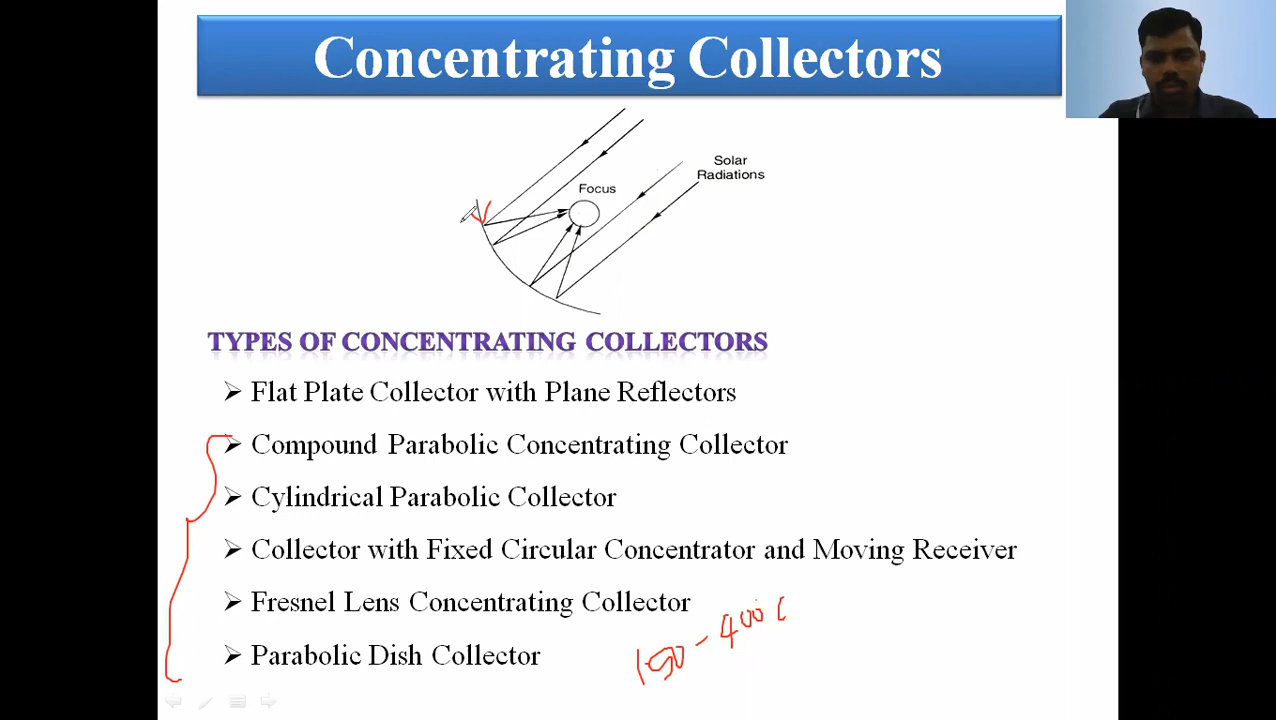 Concentrating Collectors
Solar
Radiations
Focus
TYPES OF CONCENTRATING COLLECTORS
Flat Plate Collector with Plane Reflectors
Compound Parabolic Concentrating Collector
Cylindrical Parabolic Collector
Collector with Fixed Circular Concentrator and Moving Receiver
Fresnel Lens Concentrating Collector
Parabolic Dish Collector
150 - 400 C